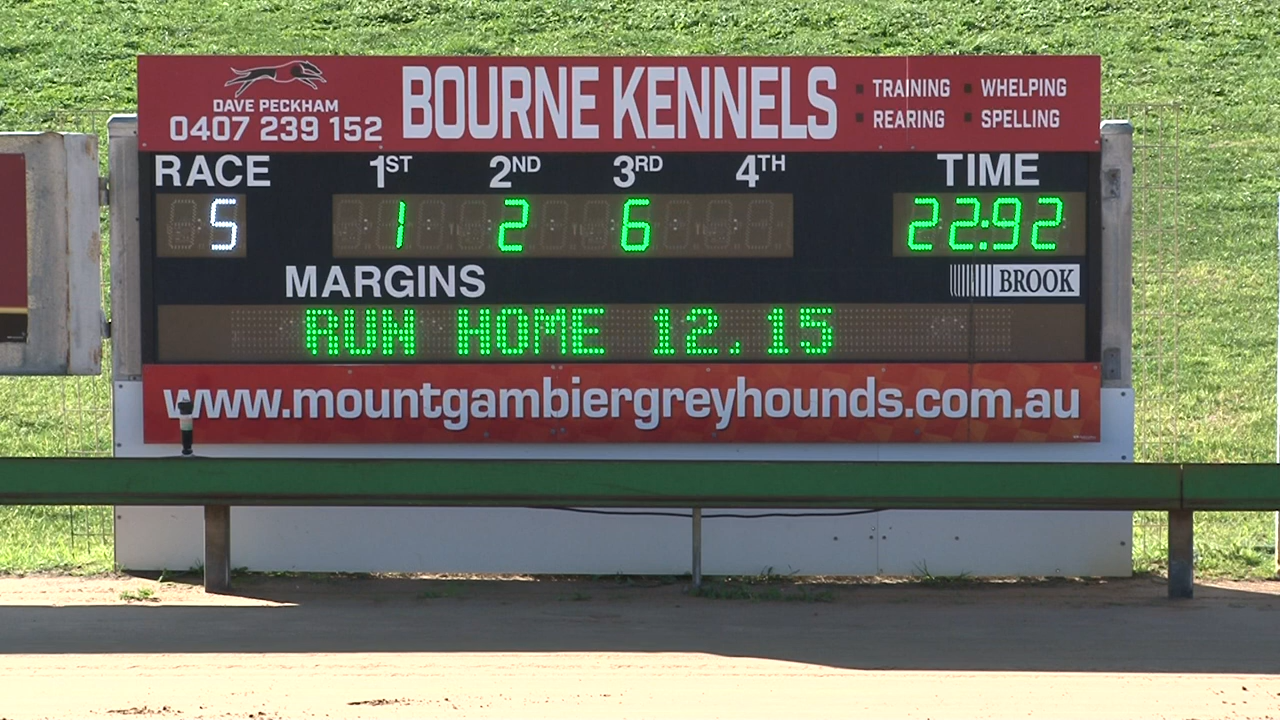 BOURNE KENNELS
DAVE PECKHAM
0407 239 152
TRAINING WHELPING
REARING SPELLING
RACE 1ST 2ND 3RD 4TH TIME
5 1 2 6 22:92
MARGINS BROOK
RUN HOME 12.15
www.mountgambiergreyhounds.com.au